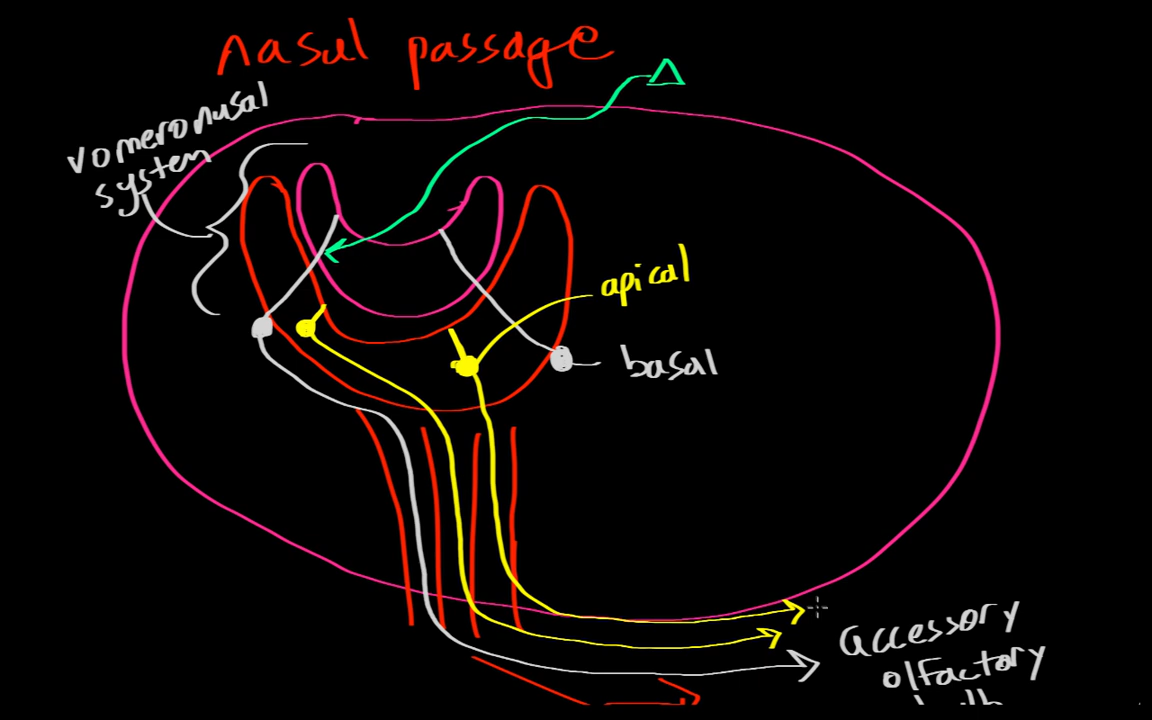 Nasal passage
vomeronasal
system
apical
basal
Accessory
olfactory